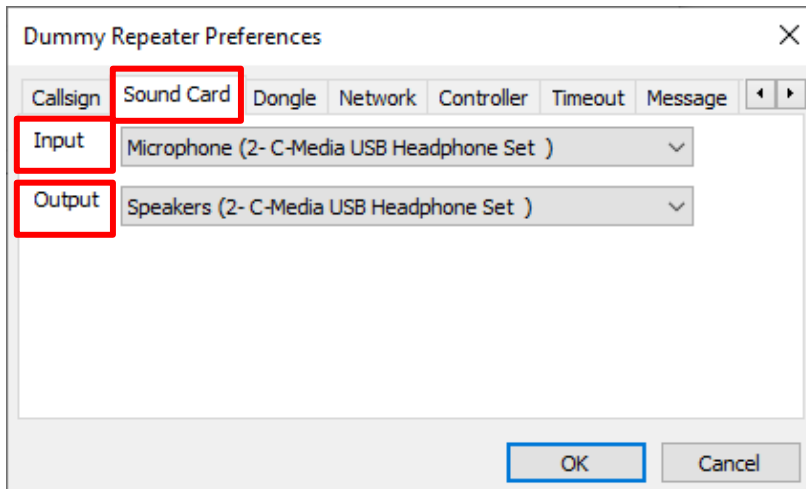 Dummy Repeater Preferences
Callsign Sound Card Dongle Network Controller Timeout Message
Input Microphone (2- C-Media USB Headphone Set )
Output Speakers (2- C-Media USB Headphone Set )
OK Cancel